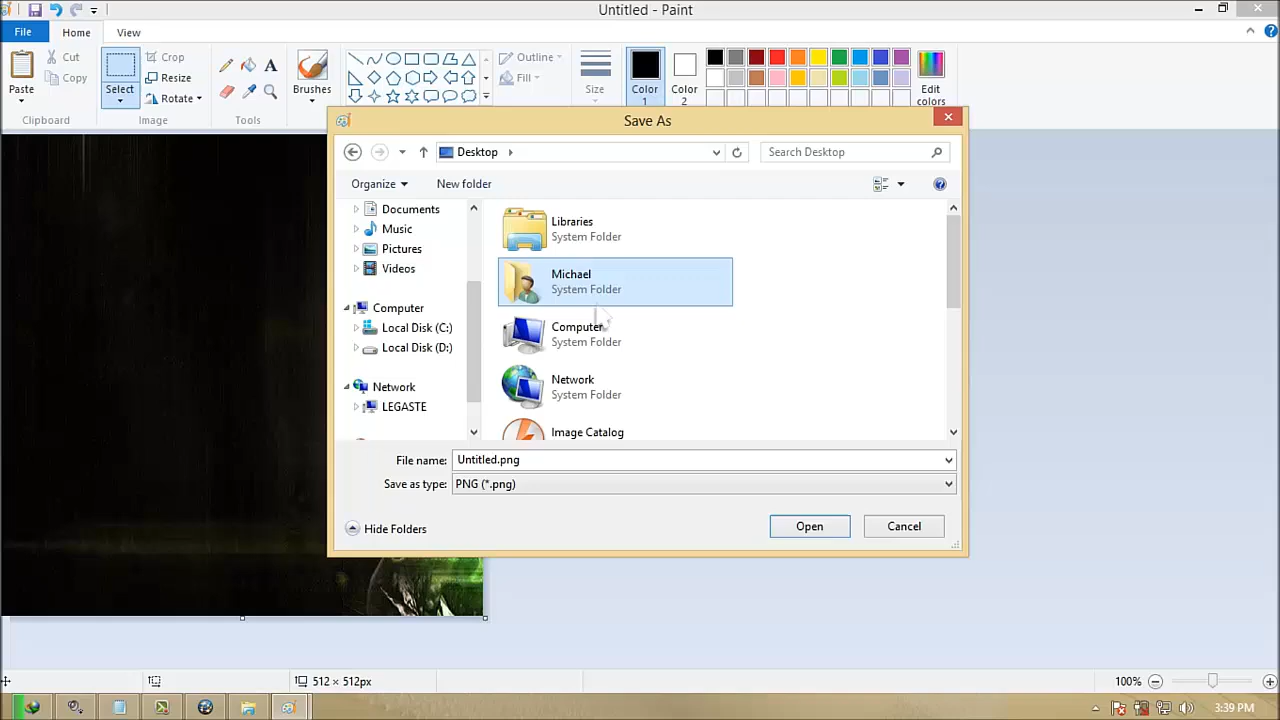 Untitled - Paint
File
Home
View
Paste
Cut
Copy
Clipboard
Select
Crop
Resize
Rotate
Image
A
Tools
Brushes
Outline
Fill
Size
Color
1
Color
2
Edit
colors
Save As
Desktop
Search Desktop
Organize
New folder
Documents
Music
Pictures
Videos
Computer
Local Disk (C:)
Local Disk (D:)
Network
LEGASTE
Libraries
System Folder
Michael
System Folder
Computer
System Folder
Network
System Folder
Image Catalog
File name:
Untitled.png
Save as type:
PNG (*.png)
Hide Folders
Open
Cancel
512 × 512px
100%
3:39 PM